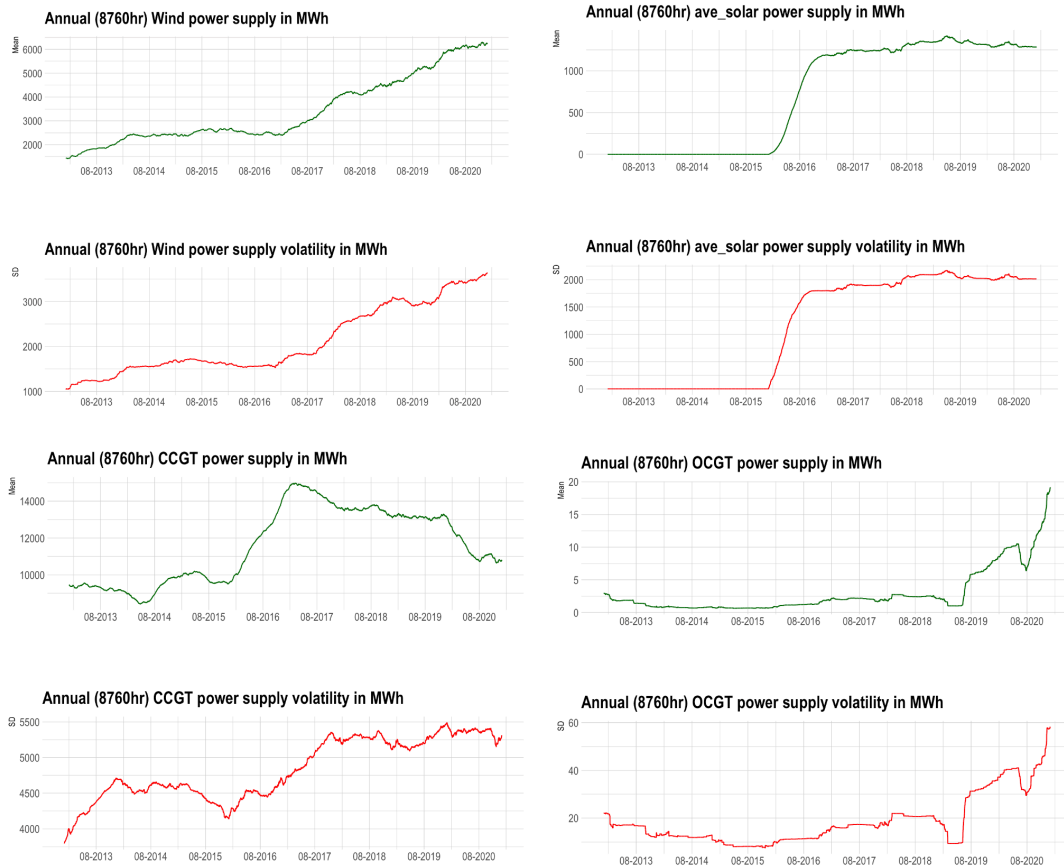 Annual (8760hr) Wind power supply in MWh
Mean
6000
5000
4000
3000
2000
08-2013 08-2014 08-2015 08-2016 08-2017 08-2018 08-2019 08-2020
Annual (8760hr) ave_solar power supply in MWh
Mean
1000
500
0
08-2013 08-2014 08-2015 08-2016 08-2017 08-2018 08-2019 08-2020
Annual (8760hr) Wind power supply volatility in MWh
SD
3000
2000
1000
08-2013 08-2014 08-2015 08-2016 08-2017 08-2018 08-2019 08-2020
Annual (8760hr) ave_solar power supply volatility in MWh
SD
2000
1500
1000
500
0
08-2013 08-2014 08-2015 08-2016 08-2017 08-2018 08-2019 08-2020
Annual (8760hr) CCGT power supply in MWh
Mean
14000
12000
10000
08-2013 08-2014 08-2015 08-2016 08-2017 08-2018 08-2019 08-2020
Annual (8760hr) OCGT power supply in MWh
Mean
20
15
10
5
0
08-2013 08-2014 08-2015 08-2016 08-2017 08-2018 08-2019 08-2020
Annual (8760hr) CCGT power supply volatility in MWh
SD
5500
5000
4500
4000
08-2013 08-2014 08-2015 08-2016 08-2017 08-2018 08-2019 08-2020
Annual (8760hr) OCGT power supply volatility in MWh
SD
60
40
20
08-2013 08-2014 08-2015 08-2016 08-2017 08-2018 08-2019 08-2020